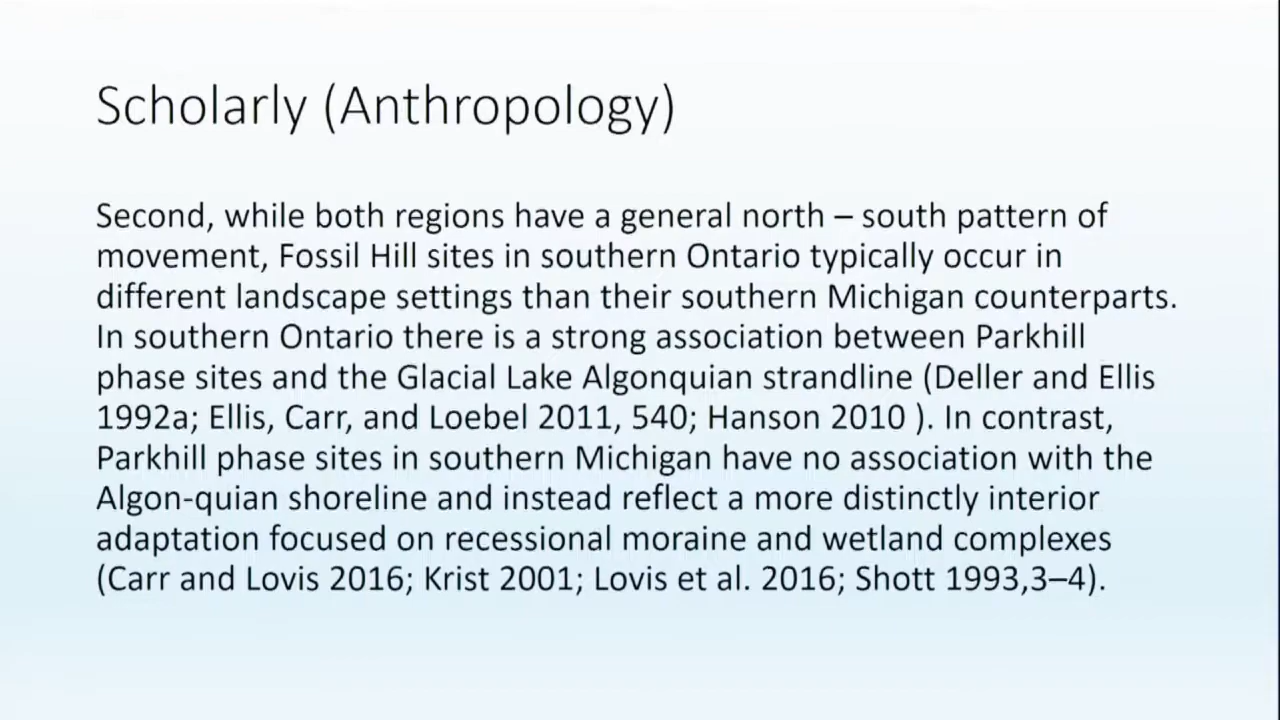 Scholarly (Anthropology)
Second, while both regions have a general north – south pattern of
movement, Fossil Hill sites in southern Ontario typically occur in
different landscape settings than their southern Michigan counterparts.
In southern Ontario there is a strong association between Parkhill
phase sites and the Glacial Lake Algonquian strandline (Deller and Ellis
1992a; Ellis, Carr, and Loebel 2011, 540; Hanson 2010 ). In contrast,
Parkhill phase sites in southern Michigan have no association with the
Algon-quian shoreline and instead reflect a more distinctly interior
adaptation focused on recessional moraine and wetland complexes
(Carr and Lovis 2016; Krist 2001; Lovis et al. 2016; Shott 1993,3–4).